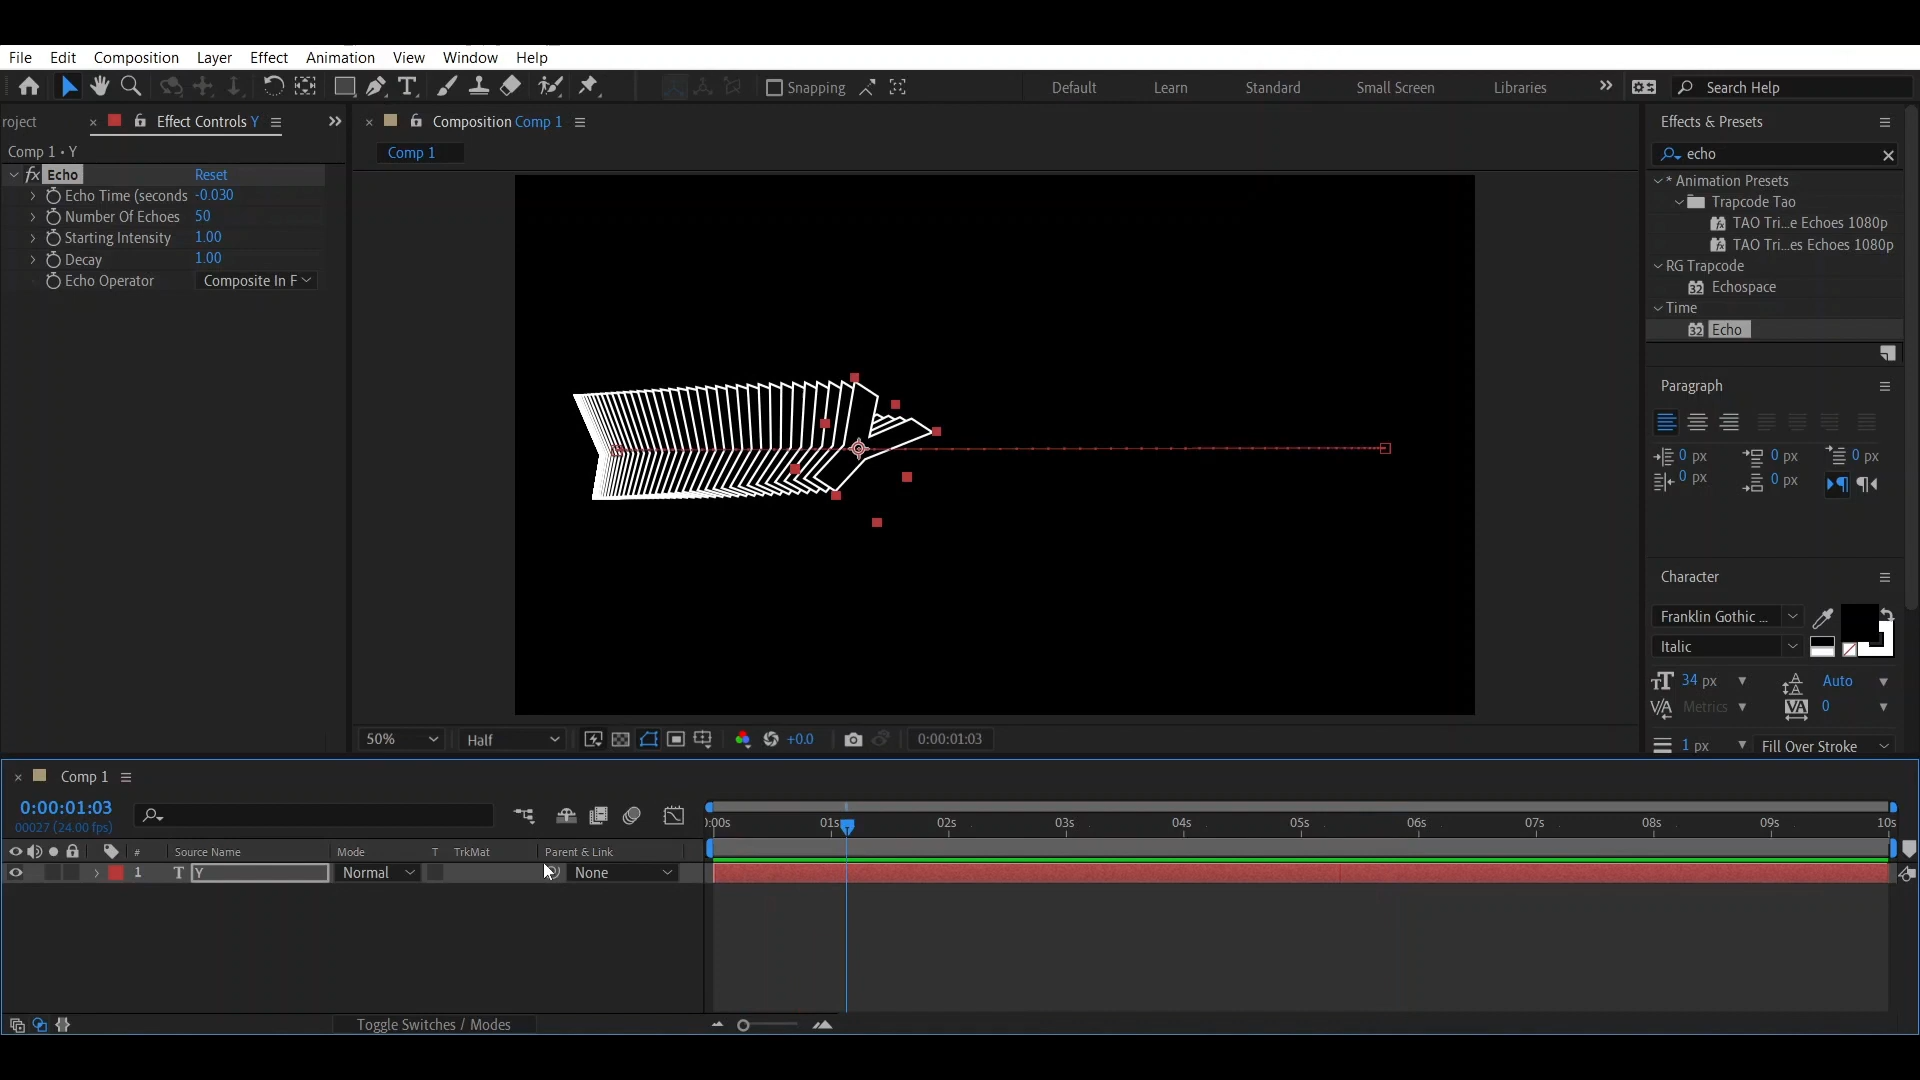 File Edit Composition Layer Effect Animation View Window Help
Snapping Default Learn Standard Small Screen Libraries Search Help
roject Effect Controls Y
Comp 1 • Y
fx Echo Reset
Echo Time (seconds -0.030
Number Of Echoes 50
Starting Intensity 1.00
Decay 1.00
Echo Operator Composite In F
Composition Comp 1
Comp 1
50% Half +0.0 0:00:01:03
Effects & Presets
echo
* Animation Presets
Trapcode Tao
TAO Tri...e Echoes 1080p
TAO Tri...es Echoes 1080p
RG Trapcode
32 Echospace
Time
32 Echo
Paragraph
0 px 0 px 0 px
0 px 0 px
Character
Franklin Gothic ...
Italic
34 px Auto
Metrics 0
1 px Fill Over Stroke
Comp 1
0:00:01:03
00027 (24.00 fps)
):00s 01s 02s 03s 04s 05s 06s 07s 08s 09s 10s
# Source Name Mode T TrkMat Parent & Link
1 T Y Normal None
Toggle Switches / Modes